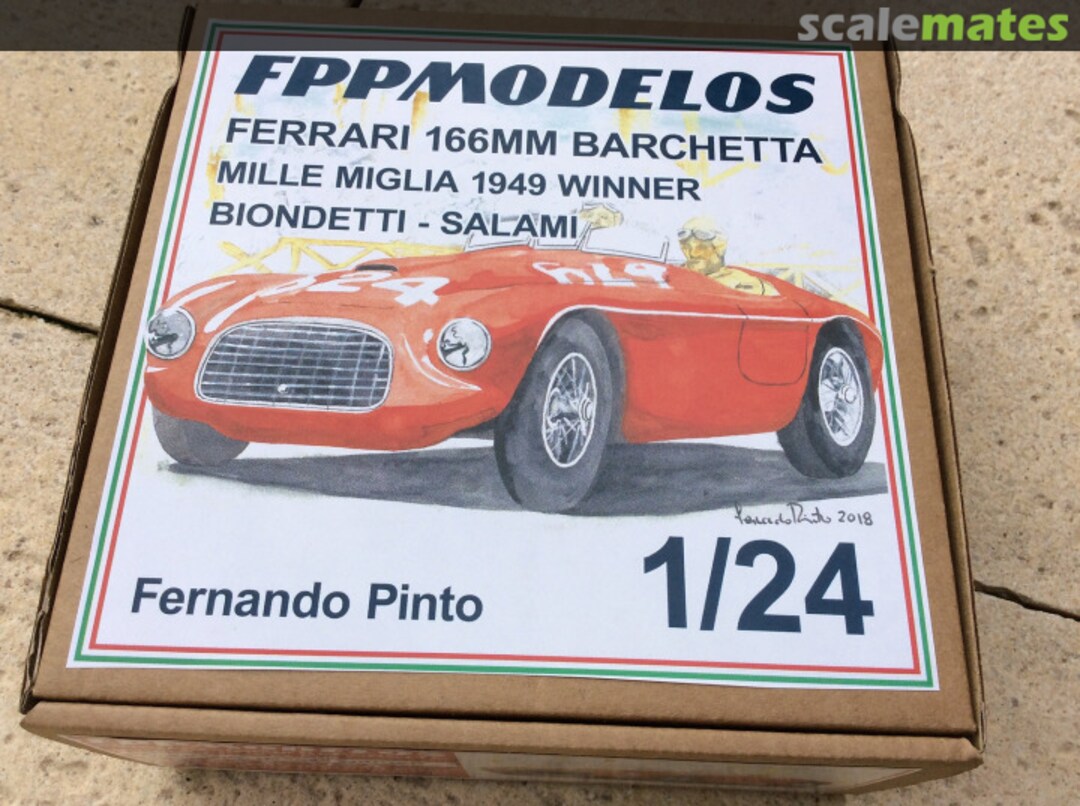 scalemates
FPPMODELOS
FERRARI 166MM BARCHETTA
MILLE MIGLIA 1949 WINNER
BIONDETTI - SALAMI
624
Fernando Pinto 2018
Fernando Pinto
1/24